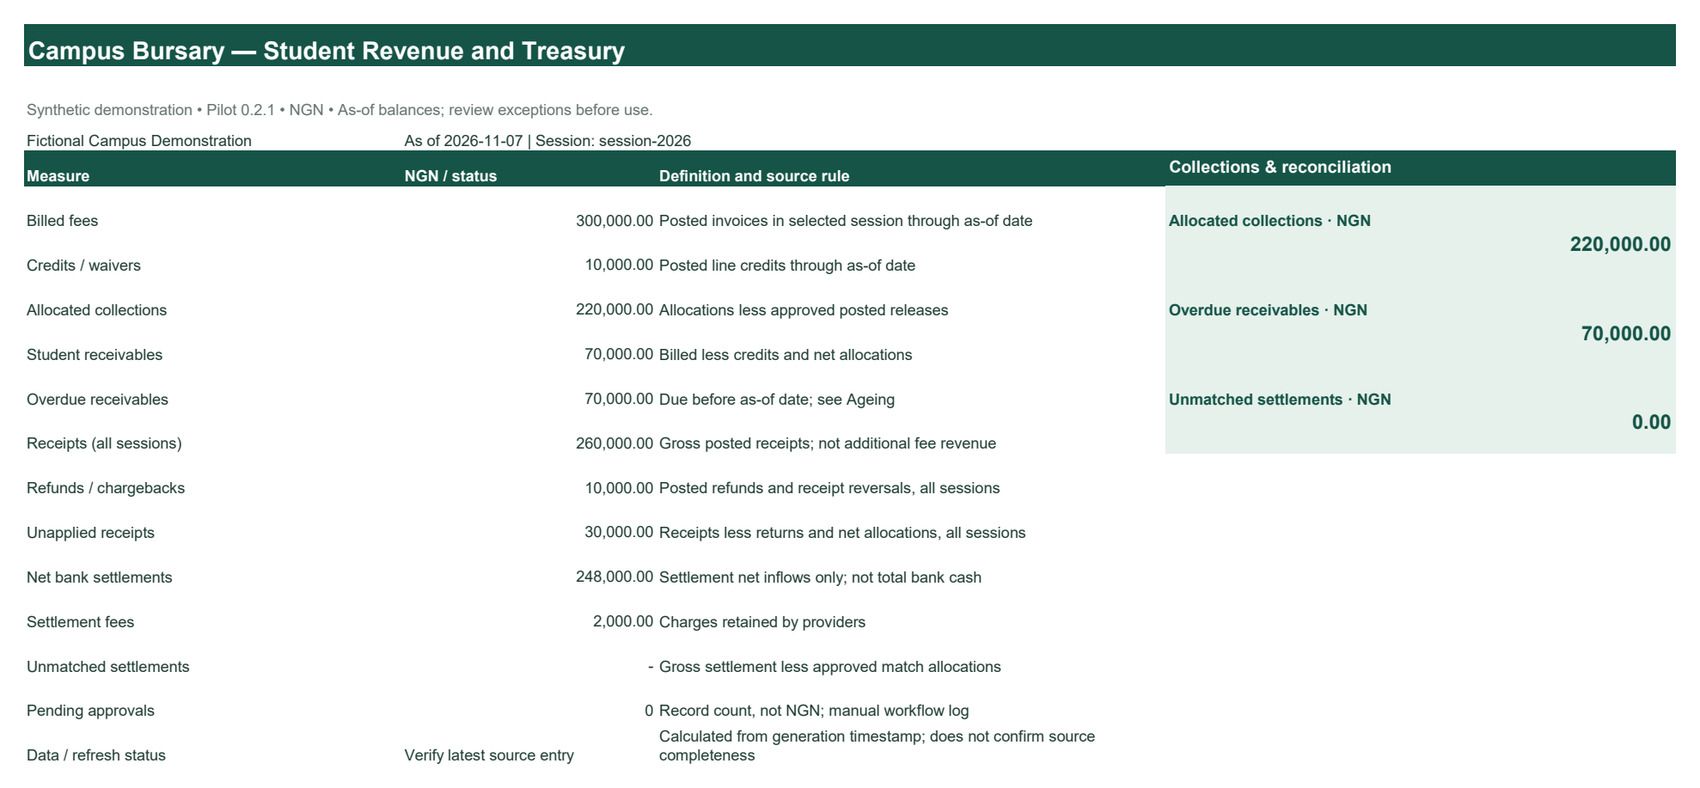 Campus Bursary — Student Revenue and Treasury
Synthetic demonstration • Pilot 0.2.1 • NGN • As-of balances; review exceptions before use.
Fictional Campus Demonstration As of 2026-11-07 | Session: session-2026
Measure NGN / status Definition and source rule
Billed fees 300,000.00 Posted invoices in selected session through as-of date
Credits / waivers 10,000.00 Posted line credits through as-of date
Allocated collections 220,000.00 Allocations less approved posted releases
Student receivables 70,000.00 Billed less credits and net allocations
Overdue receivables 70,000.00 Due before as-of date; see Ageing
Receipts (all sessions) 260,000.00 Gross posted receipts; not additional fee revenue
Refunds / chargebacks 10,000.00 Posted refunds and receipt reversals, all sessions
Unapplied receipts 30,000.00 Receipts less returns and net allocations, all sessions
Net bank settlements 248,000.00 Settlement net inflows only; not total bank cash
Settlement fees 2,000.00 Charges retained by providers
Unmatched settlements - Gross settlement less approved match allocations
Pending approvals 0 Record count, not NGN; manual workflow log
Data / refresh status Verify latest source entry Calculated from generation timestamp; does not confirm source
completeness
Collections & reconciliation
Allocated collections · NGN
220,000.00
Overdue receivables · NGN
70,000.00
Unmatched settlements · NGN
0.00